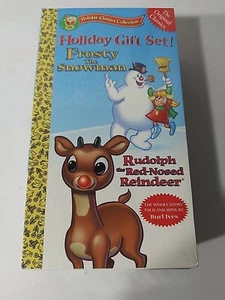 Holiday Classics Collection
The
Original
Classics
Holiday Gift Set!
Frosty
the
Snowman
Rudolph
the Red-Nosed
Reindeer
THE WHOLE STORY
TOLD AND SUNG BY
Burl Ives